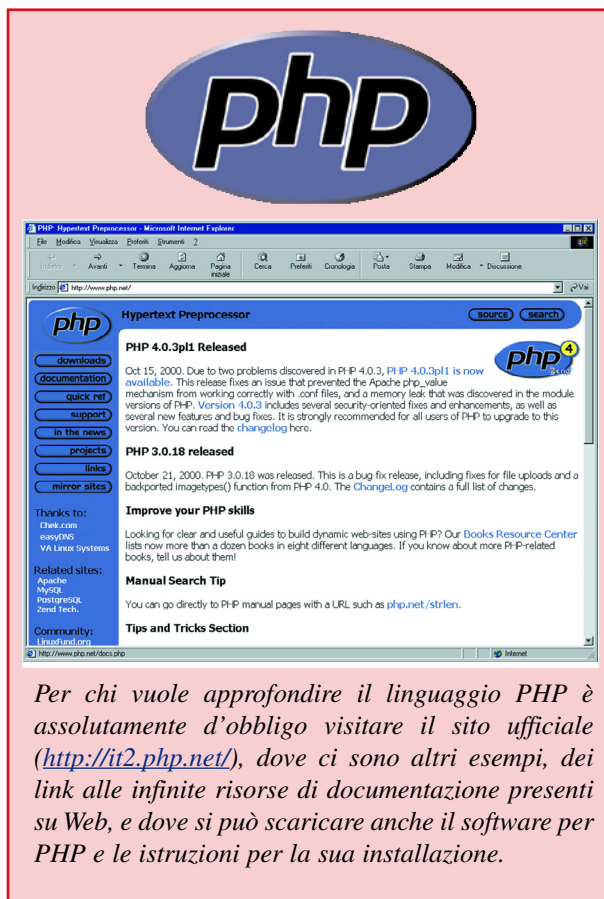 php
PHP: Hypertext Preprocessor - Microsoft Internet Explorer
File Modifica Visualizza Preferiti Strumenti ?
Indietro Avanti Termina Aggiorna Pagina iniziale Cerca Preferiti Cronologia Posta Stampa Modifica Discussione
Indirizzo http://www.php.net/ Vai
php
Hypertext Preprocessor
source search
downloads
documentation
quick ref
support
in the news
projects
links
mirror sites
Thanks to:
Chek.com
easyDNS
VA Linux Systems
Related sites:
Apache
MySQL
PostgreSQL
Zend Tech.
Community:
LinuxFund.org
PHP 4.0.3pl1 Released
php 4
Oct 15, 2000. Due to two problems discovered in PHP 4.0.3, PHP 4.0.3pl1 is now
available. This release fixes an issue that prevented the Apache php_value
mechanism from working correctly with .conf files, and a memory leak that was discovered in the module
versions of PHP. Version 4.0.3 includes several security-oriented fixes and enhancements, as well as
several new features and bug fixes. It is strongly recommended for all users of PHP to upgrade to this
version. You can read the changelog here.
PHP 3.0.18 released
October 21, 2000. PHP 3.0.18 was released. This is a bug-fix release, including fixes for file uploads and a
backported imagetypes() function from PHP 4.0. The ChangeLog contains a full list of changes.
Improve your PHP skills
Looking for clear and useful guides to build dynamic web-sites using PHP? Our Books Resource Center
lists now more than a dozen books in eight different languages. If you know about more PHP-related
books, tell us about them!
Manual Search Tip
You can go directly to PHP manual pages with a URL such as php.net/strlen.
Tips and Tricks Section
http://www.php.net/docs.php Internet
Per chi vuole approfondire il linguaggio PHP è
assolutamente d'obbligo visitare il sito ufficiale
(http://it2.php.net/), dove ci sono altri esempi, dei
link alle infinite risorse di documentazione presenti
su Web, e dove si può scaricare anche il software per
PHP e le istruzioni per la sua installazione.